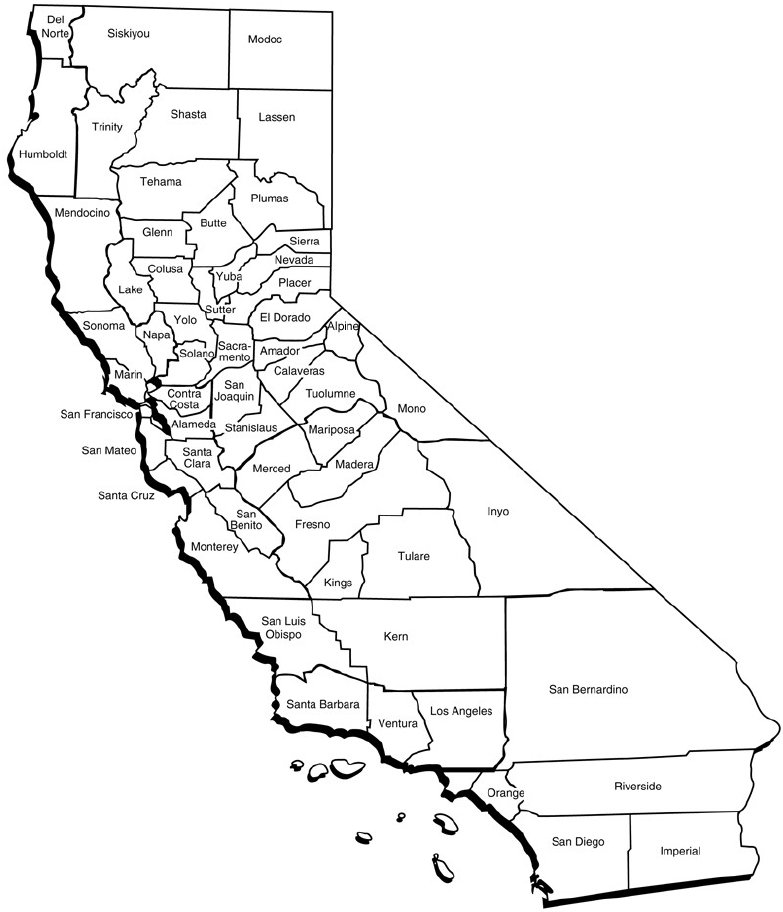 Del
Norte
Siskiyou
Modoc
Shasta
Lassen
Trinity
Humboldt
Tehama
Plumas
Mendocino
Butte
Glenn
Sierra
Nevada
Colusa
Yuba
Placer
Lake
Sutter
El Dorado
Yolo
Sonoma
Napa
Alpine
Sacra-
mento
Amador
Solano
Calaveras
Marin
San
Joaquin
Tuolumne
Contra
Costa
Mono
San Francisco
Alameda
Stanislaus
Mariposa
San Mateo
Santa
Clara
Merced
Madera
Santa Cruz
Inyo
San
Benito
Fresno
Monterey
Tulare
Kings
San Luis
Obispo
Kern
San Bernardino
Santa Barbara
Los Angeles
Ventura
Riverside
Orange
San Diego
Imperial